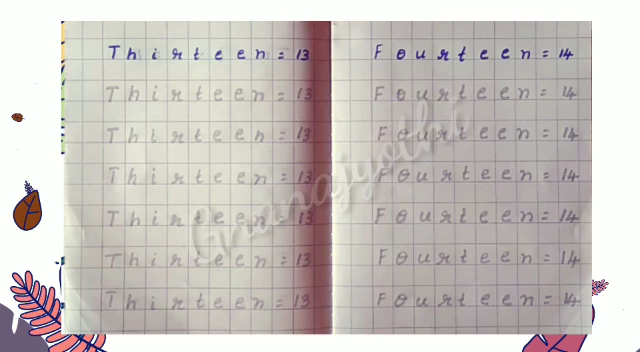 Thirteen = 13
Thirteen = 13
Thirteen = 13
Thirteen = 13
Thirteen = 13
Thirteen = 13
Thirteen = 13
Fourteen = 14
Fourteen = 14
Fourteen = 14
Fourteen = 14
Fourteen = 14
Fourteen = 14
Fourteen = 14
Gnanajyothi